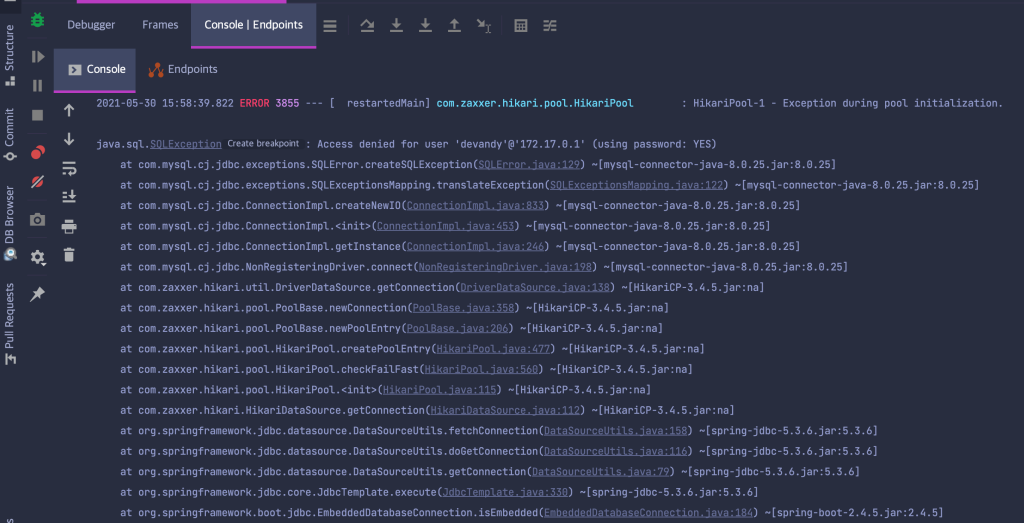 Debugger
Frames
Console | Endpoints
Console
Endpoints
Structure
Commit
DB Browser
Pull Requests
2021-05-30 15:58:39.822 ERROR 3855 --- [  restartedMain] com.zaxxer.hikari.pool.HikariPool        : HikariPool-1 - Exception during pool initialization.
java.sql.SQLException Create breakpoint : Access denied for user 'devandy'@'172.17.0.1' (using password: YES)
at com.mysql.cj.jdbc.exceptions.SQLError.createSQLException(SQLError.java:129) ~[mysql-connector-java-8.0.25.jar:8.0.25]
at com.mysql.cj.jdbc.exceptions.SQLExceptionsMapping.translateException(SQLExceptionsMapping.java:122) ~[mysql-connector-java-8.0.25.jar:8.0.25]
at com.mysql.cj.jdbc.ConnectionImpl.createNewIO(ConnectionImpl.java:833) ~[mysql-connector-java-8.0.25.jar:8.0.25]
at com.mysql.cj.jdbc.ConnectionImpl.<init>(ConnectionImpl.java:453) ~[mysql-connector-java-8.0.25.jar:8.0.25]
at com.mysql.cj.jdbc.ConnectionImpl.getInstance(ConnectionImpl.java:246) ~[mysql-connector-java-8.0.25.jar:8.0.25]
at com.mysql.cj.jdbc.NonRegisteringDriver.connect(NonRegisteringDriver.java:198) ~[mysql-connector-java-8.0.25.jar:8.0.25]
at com.zaxxer.hikari.util.DriverDataSource.getConnection(DriverDataSource.java:138) ~[HikariCP-3.4.5.jar:na]
at com.zaxxer.hikari.pool.PoolBase.newConnection(PoolBase.java:358) ~[HikariCP-3.4.5.jar:na]
at com.zaxxer.hikari.pool.PoolBase.newPoolEntry(PoolBase.java:206) ~[HikariCP-3.4.5.jar:na]
at com.zaxxer.hikari.pool.HikariPool.createPoolEntry(HikariPool.java:477) ~[HikariCP-3.4.5.jar:na]
at com.zaxxer.hikari.pool.HikariPool.checkFailFast(HikariPool.java:560) ~[HikariCP-3.4.5.jar:na]
at com.zaxxer.hikari.pool.HikariPool.<init>(HikariPool.java:115) ~[HikariCP-3.4.5.jar:na]
at com.zaxxer.hikari.HikariDataSource.getConnection(HikariDataSource.java:112) ~[HikariCP-3.4.5.jar:na]
at org.springframework.jdbc.datasource.DataSourceUtils.fetchConnection(DataSourceUtils.java:158) ~[spring-jdbc-5.3.6.jar:5.3.6]
at org.springframework.jdbc.datasource.DataSourceUtils.doGetConnection(DataSourceUtils.java:116) ~[spring-jdbc-5.3.6.jar:5.3.6]
at org.springframework.jdbc.datasource.DataSourceUtils.getConnection(DataSourceUtils.java:79) ~[spring-jdbc-5.3.6.jar:5.3.6]
at org.springframework.jdbc.core.JdbcTemplate.execute(JdbcTemplate.java:330) ~[spring-jdbc-5.3.6.jar:5.3.6]
at org.springframework.boot.jdbc.EmbeddedDatabaseConnection.isEmbedded(EmbeddedDatabaseConnection.java:184) ~[spring-boot-2.4.5.jar:2.4.5]